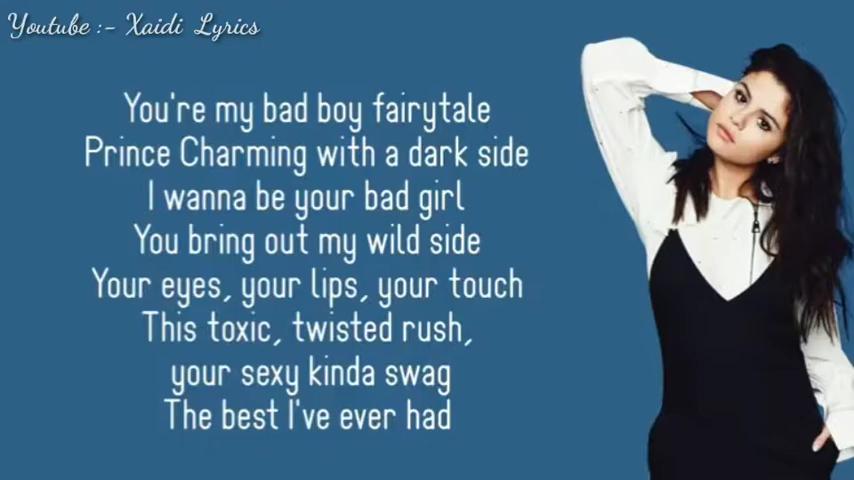 Youtube :- Xaidi Lyrics
You're my bad boy fairytale
Prince Charming with a dark side
I wanna be your bad girl
You bring out my wild side
Your eyes, your lips, your touch
This toxic, twisted rush,
your sexy kinda swag
The best I've ever had